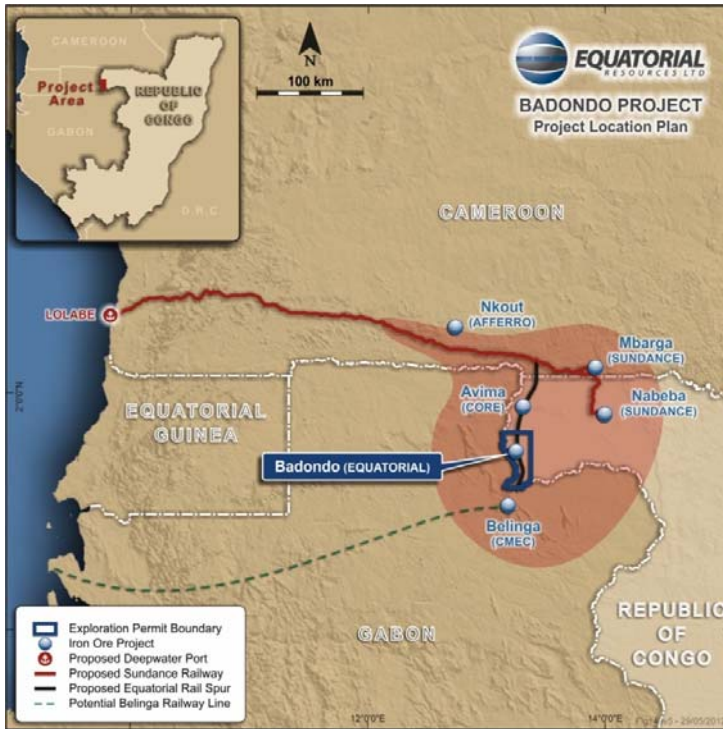 CAMEROON
Project
Area
REPUBLIC
OF
CONGO
GABON
D.R.C
N
100 km
EQUATORIAL
RESOURCES LTD
BADONDO PROJECT
Project Location Plan
CAMEROON
LOLABE
Nkout
(AFFERRO)
Mbarga
(SUNDANCE)
Avima
(CORE)
Nabeba
(SUNDANCE)
2°0'N
EQUATORIAL
GUINEA
Badondo (EQUATORIAL)
Belinga
(CMEC)
GABON
REPUBLIC
OF
CONGO
Exploration Permit Boundary
Iron Ore Project
Proposed Deepwater Port
Proposed Sundance Railway
Proposed Equatorial Rail Spur
Potential Belinga Railway Line
12°0'0"E
14°0'0"E